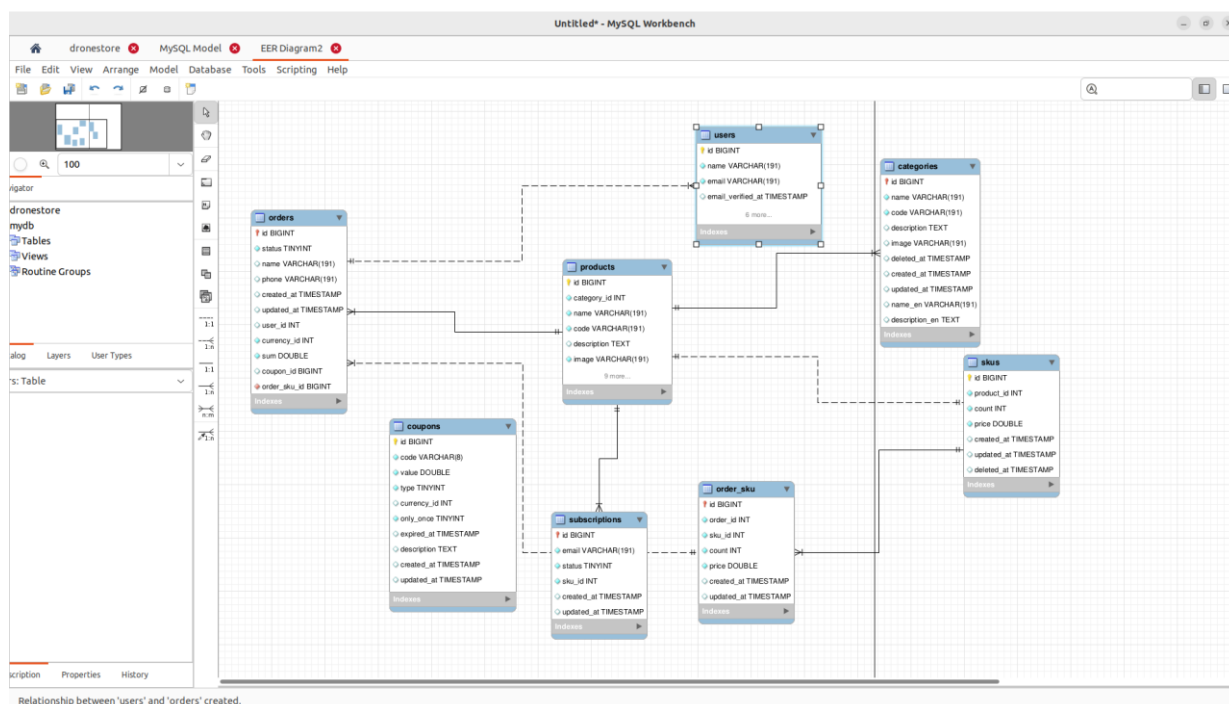 Untitled* - MySQL Workbench
dronestore
MySQL Model
EER Diagram2
File Edit View Arrange Model Database Tools Scripting Help
100
vigator
dronestore
mydb
Tables
Views
Routine Groups
alog Layers User Types
s: Table
scription Properties History
1:1
1:n
1:1
1:n
n:m
1:n
users
id BIGINT
name VARCHAR(191)
email VARCHAR(191)
email_verified_at TIMESTAMP
6 more...
Indexes
categories
id BIGINT
name VARCHAR(191)
code VARCHAR(191)
description TEXT
image VARCHAR(191)
deleted_at TIMESTAMP
created_at TIMESTAMP
updated_at TIMESTAMP
name_en VARCHAR(191)
description_en TEXT
Indexes
orders
id BIGINT
status TINYINT
name VARCHAR(191)
phone VARCHAR(191)
created_at TIMESTAMP
updated_at TIMESTAMP
user_id INT
currency_id INT
sum DOUBLE
coupon_id BIGINT
order_sku_id BIGINT
Indexes
products
id BIGINT
category_id INT
name VARCHAR(191)
code VARCHAR(191)
description TEXT
image VARCHAR(191)
9 more...
Indexes
skus
id BIGINT
product_id INT
count INT
price DOUBLE
created_at TIMESTAMP
updated_at TIMESTAMP
deleted_at TIMESTAMP
Indexes
coupons
id BIGINT
code VARCHAR(8)
value DOUBLE
type TINYINT
currency_id INT
only_once TINYINT
expired_at TIMESTAMP
description TEXT
created_at TIMESTAMP
updated_at TIMESTAMP
Indexes
subscriptions
id BIGINT
email VARCHAR(191)
status TINYINT
sku_id INT
created_at TIMESTAMP
updated_at TIMESTAMP
Indexes
order_sku
id BIGINT
order_id INT
sku_id INT
count INT
price DOUBLE
created_at TIMESTAMP
updated_at TIMESTAMP
Indexes
Relationship between 'users' and 'orders' created.